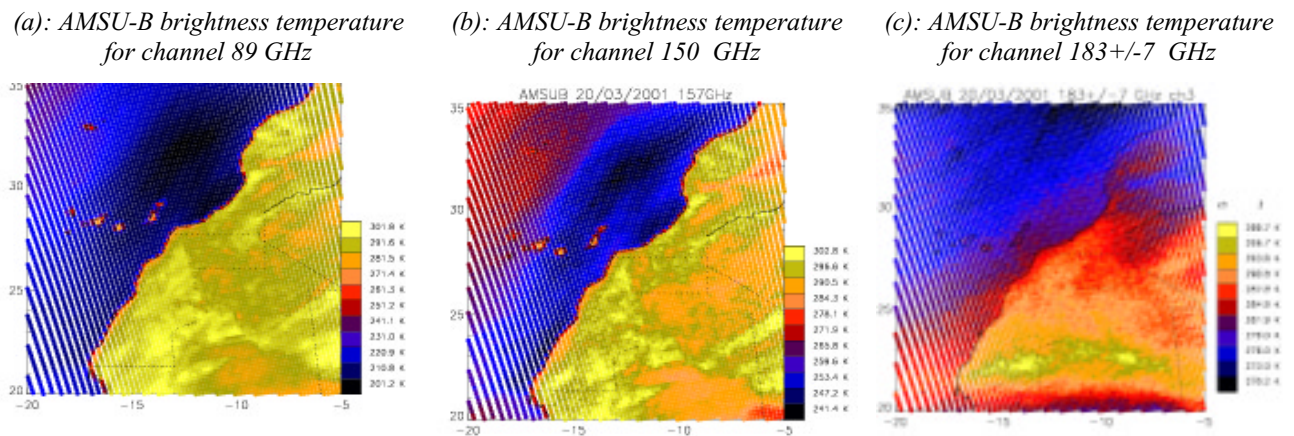 (a): AMSU-B brightness temperature
for channel 89 GHz
(b): AMSU-B brightness temperature
for channel 150 GHz
(c): AMSU-B brightness temperature
for channel 183+/-7 GHz
35
30
25
20
-20
-15
-10
-5
301.8 K
291.6 K
281.5 K
271.4 K
261.3 K
251.2 K
241.1 K
231.0 K
220.9 K
210.8 K
201.2 K
AMSUB 20/03/2001 157GHz
35
30
25
20
-20
-15
-10
-5
302.8 K
296.6 K
290.5 K
284.3 K
278.1 K
271.9 K
265.8 K
259.6 K
253.4 K
247.2 K
241.4 K
AMSUB 20/03/2001 183+/-7 GHz ch3
35
30
25
20
-20
-15
-10
-5